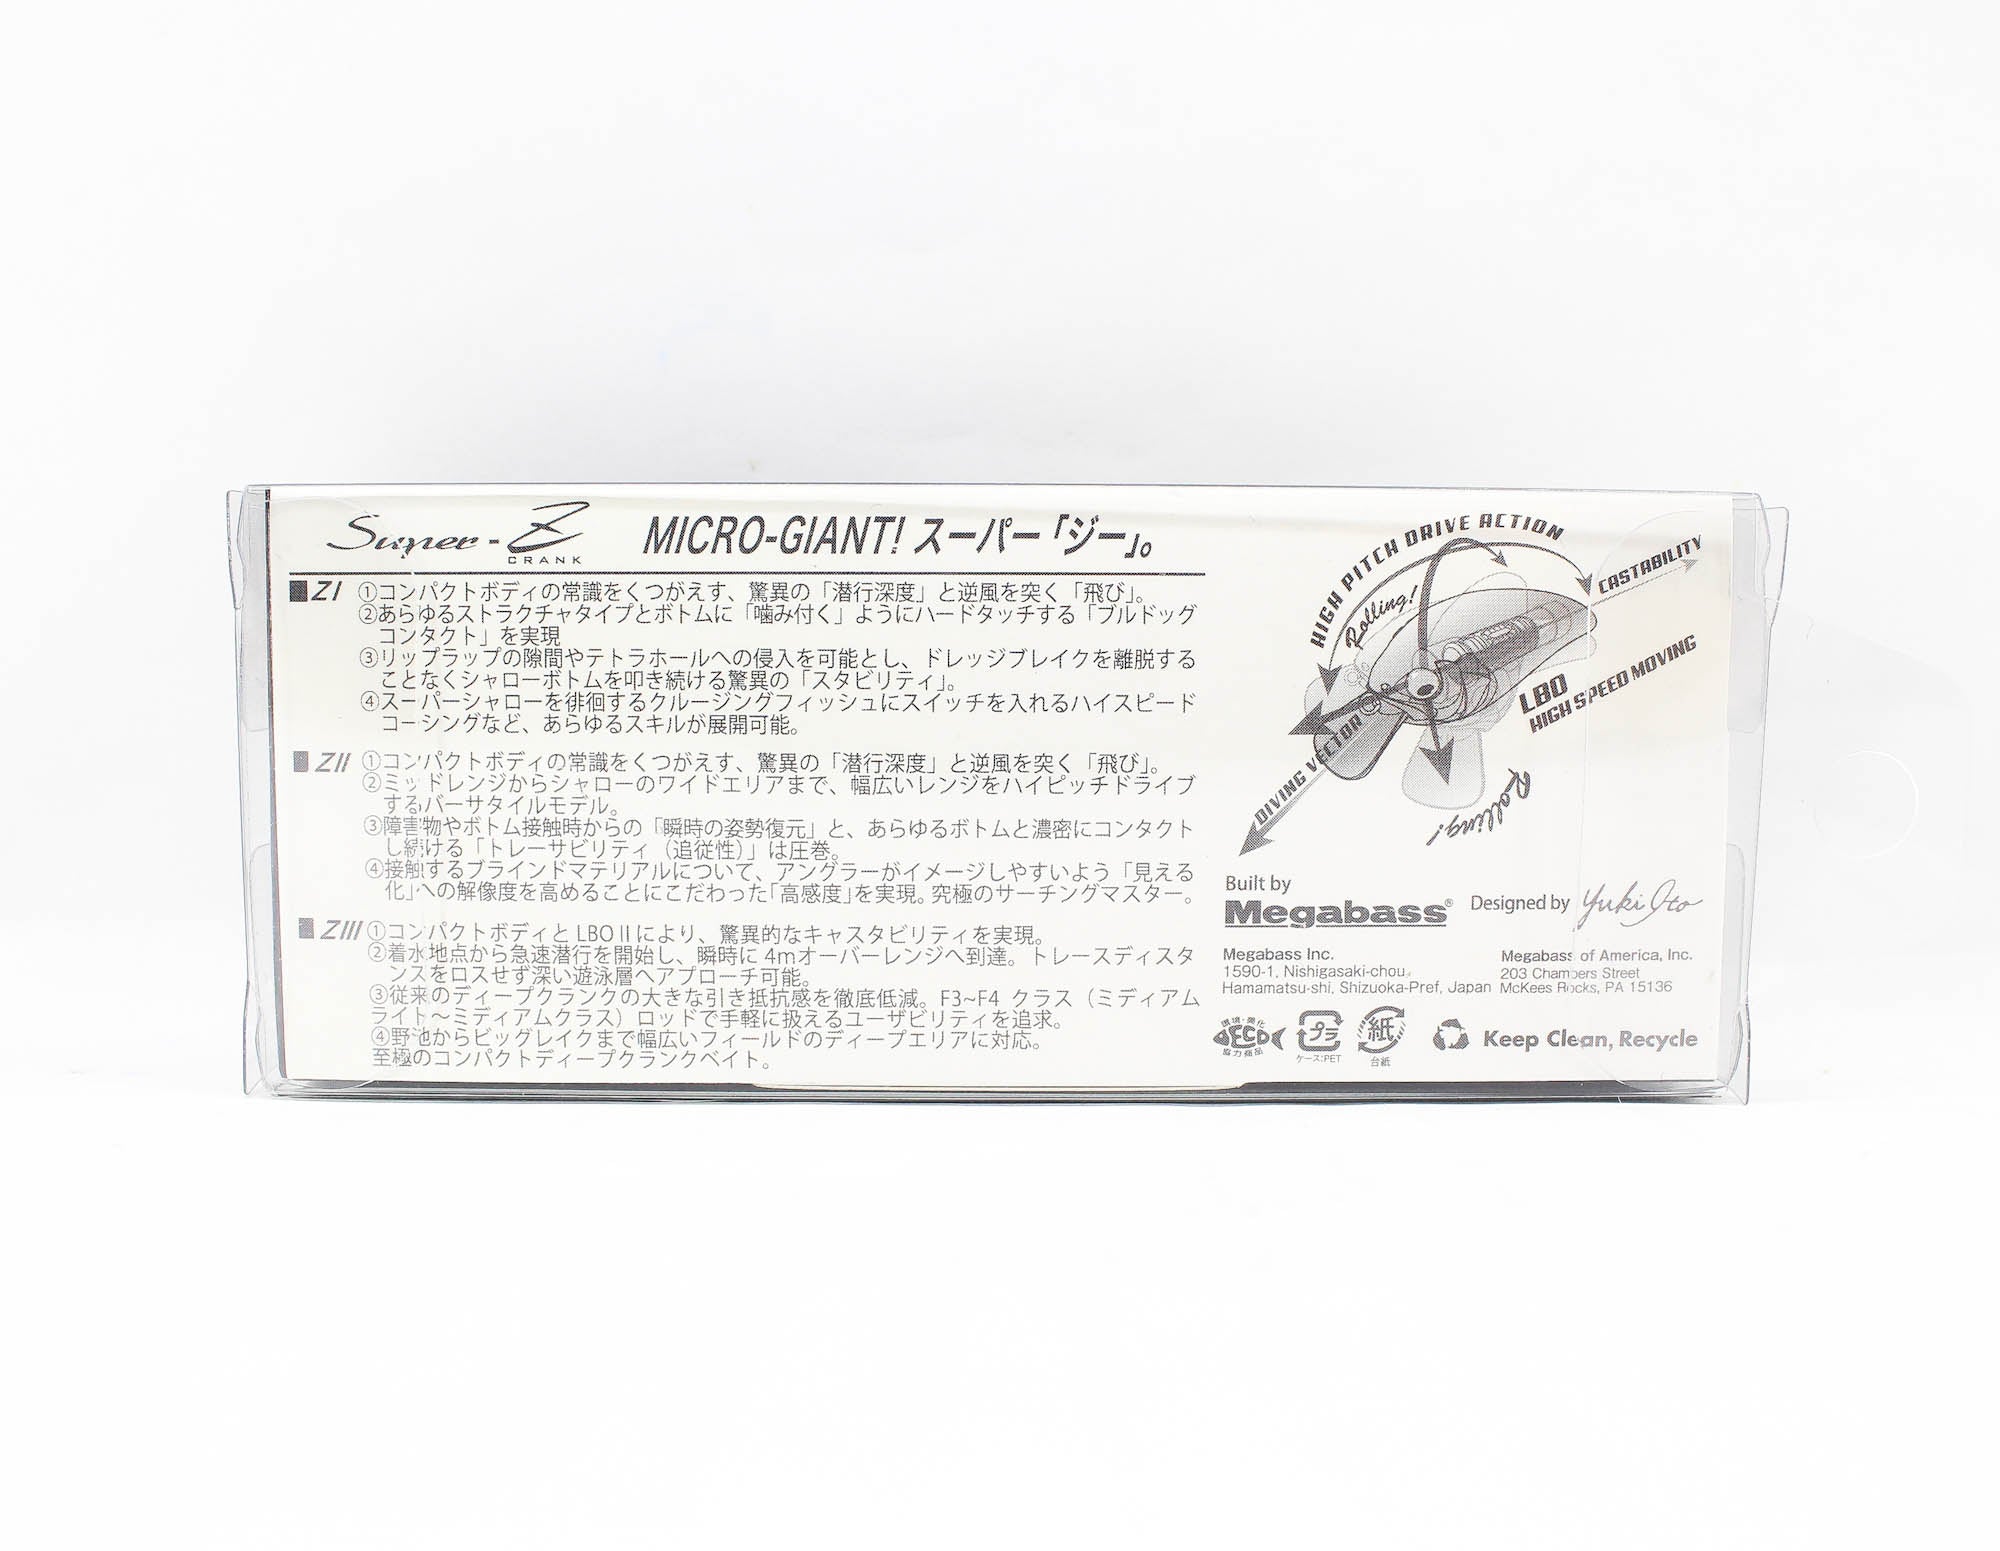 Super-Z
CRANK
MICRO-GIANT! スーパー「ジー」。
■ZI ①コンパクトボディの常識をくつがえす、驚異の「潜行深度」と逆風を突く「飛び」。
②あらゆるストラクチャタイプとボトムに「噛み付く」ようにハードタッチする「ブルドッグ
コンタクト」を実現
③リップラップの隙間やテトラホールへの侵入を可能とし、ドレッジブレイクを離脱する
ことなくシャローボトムを叩き続ける驚異の「スタビリティ」。
④スーパーシャローを徘徊するクルージングフィッシュにスイッチを入れるハイスピード
コーシングなど、あらゆるスキルが展開可能。
■ZII ①コンパクトボディの常識をくつがえす、驚異の「潜行深度」と逆風を突く「飛び」。
②ミッドレンジからシャローのワイドエリアまで、幅広いレンジをハイピッチドライブ
するバーサタイルモデル。
③障害物やボトム接触時からの「瞬時の姿勢復元」と、あらゆるボトムと濃密にコンタクト
し続ける「トレーサビリティ（追従性）」は圧巻。
④接触するブラインドマテリアルについて、アングラーがイメージしやすいよう「見える
化」への解像度を高めることにこだわった「高感度」を実現。究極のサーチングマスター。
■ZIII ①コンパクトボディとLBOⅡにより、驚異的なキャスタビリティを実現。
②着水地点から急速潜行を開始し、瞬時に4mオーバーレンジへ到達。トレースディスタ
ンスをロスせず深い遊泳層へアプローチ可能。
③従来のディープクランクの大きな引き抵抗感を徹底低減。F3~F4 クラス（ミディアム
ライト～ミディアムクラス）ロッドで手軽に扱えるユーザビリティを追求。
④野池からビッグレイクまで幅広いフィールドのディープエリアに対応。
至極のコンパクトディープクランクベイト。
HIGH PITCH DRIVE ACTION
Rolling!
CASTABILITY
LBO
HIGH SPEED MOVING
DIVING VECTOR
Rolling!
Built by
Megabass®
Designed by Yuki Ito
Megabass Inc.
1590-1, Nishigasaki-chou,
Hamamatsu-shi, Shizuoka-Pref, Japan
Megabass of America, Inc.
203 Chambers Street
McKees Rocks, PA 15136
環境・美化
ECO
協力商品
プラ
ケース:PET
紙
台紙
Keep Clean, Recycle